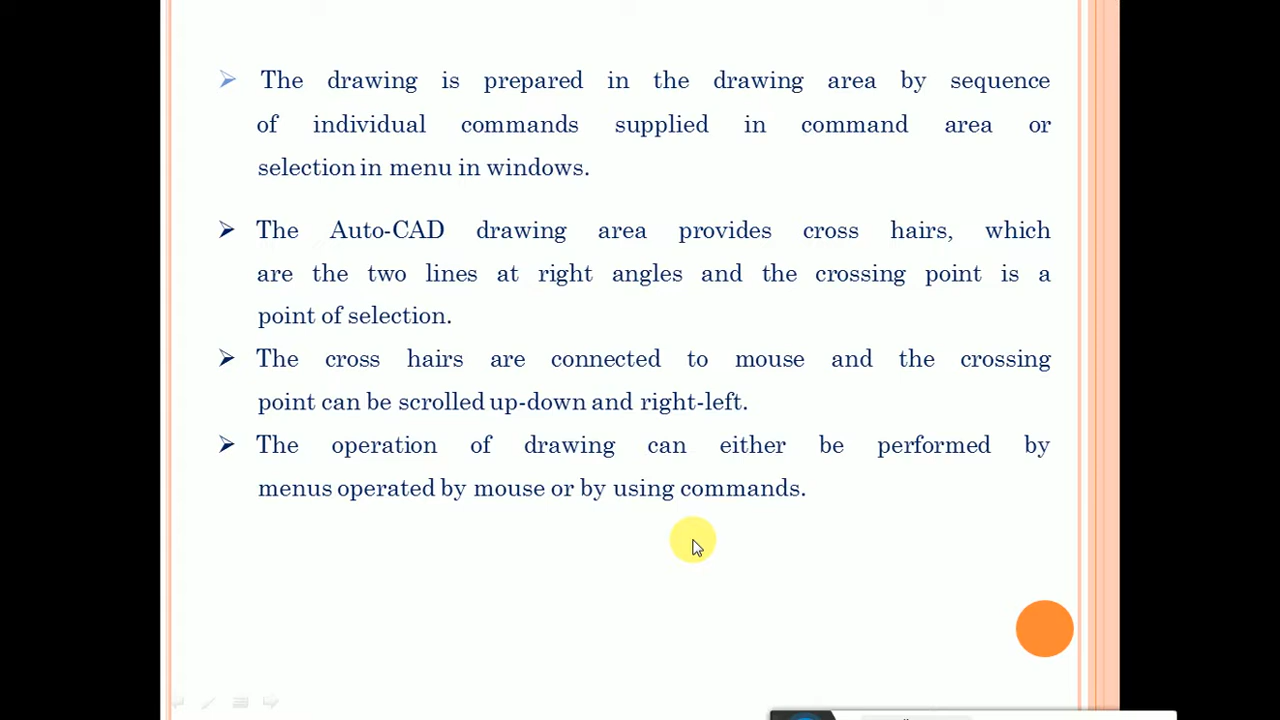 The drawing is prepared in the drawing area by sequence
of individual commands supplied in command area or
selection in menu in windows.
The Auto-CAD drawing area provides cross hairs, which
are the two lines at right angles and the crossing point is a
point of selection.
The cross hairs are connected to mouse and the crossing
point can be scrolled up-down and right-left.
The operation of drawing can either be performed by
menus operated by mouse or by using commands.